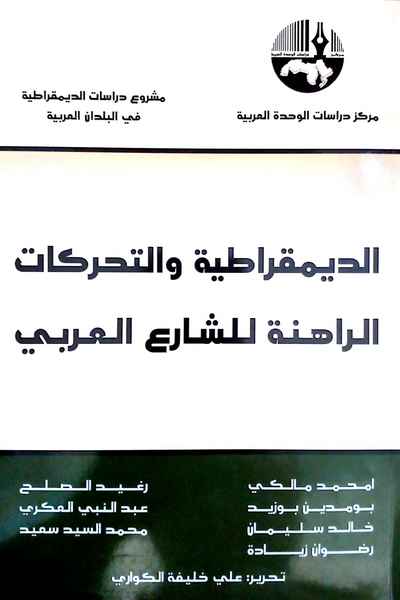 مركز دراسات الوحدة العربية
مشروع دراسات الديمقراطية
في البلدان العربية
الديمقراطية والتحركات
الراهنة للشارع العربي
امحمد مالكي
بومدين بوزيد
خالد سليمان
رضوان زيادة
رغيد الصلح
عبد النبي العكري
محمد السيد سعيد
تحرير: علي خليفة الكواري